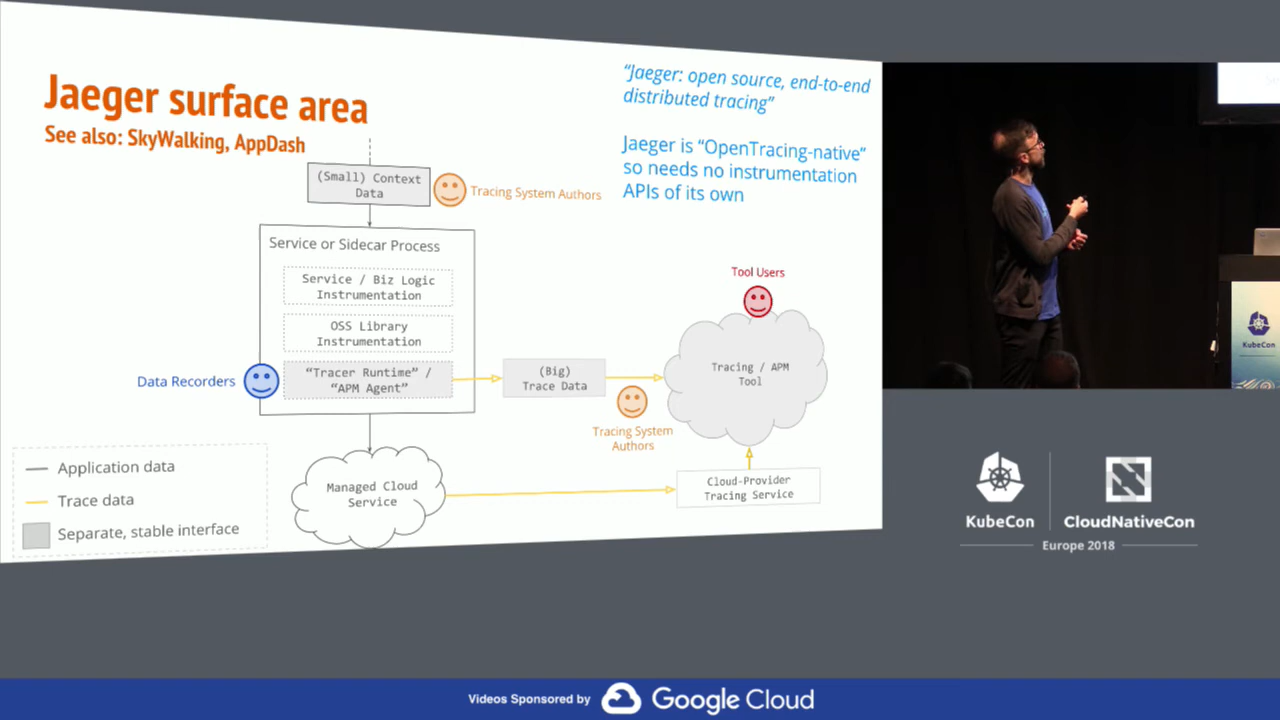 Jaeger surface area
See also: SkyWalking, AppDash
“Jaeger: open source, end-to-end
distributed tracing”
Jaeger is “OpenTracing-native”
so needs no instrumentation
APIs of its own
(Small) Context
Data
Tracing System Authors
Service or Sidecar Process
Service / Biz Logic
Instrumentation
OSS Library
Instrumentation
“Tracer Runtime” /
“APM Agent”
Data Recorders
(Big)
Trace Data
Tracing System
Authors
Tool Users
Tracing / APM
Tool
Managed Cloud
Service
Cloud-Provider
Tracing Service
Application data
Trace data
Separate, stable interface
KubeCon
KubeCon
CloudNativeCon
Europe 2018
Videos Sponsored by
Google Cloud